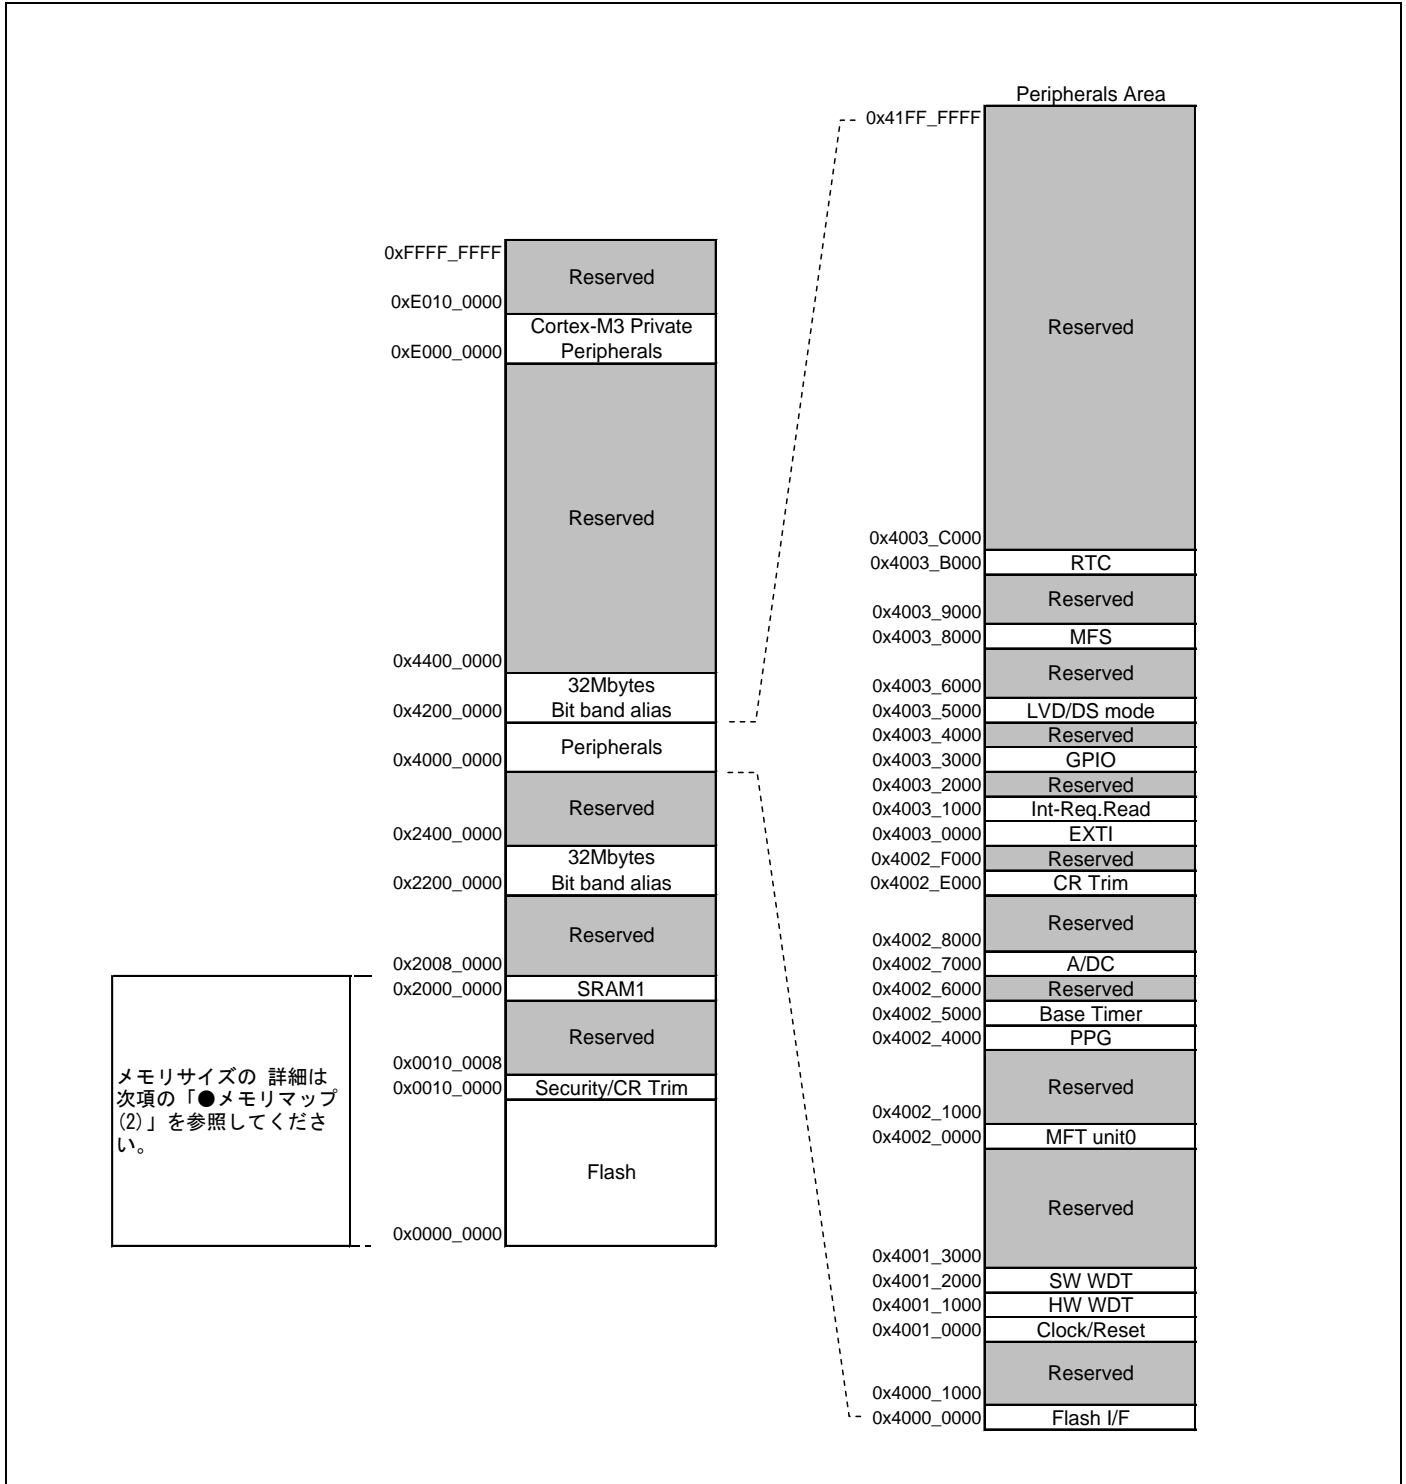 Peripherals Area
0x41FF_FFFF
Reserved
0x4003_C000
0x4003_B000 RTC
Reserved
0x4003_9000
0x4003_8000 MFS
Reserved
0x4003_6000
0x4003_5000 LVD/DS mode
0x4003_4000 Reserved
0x4003_3000 GPIO
0x4003_2000 Reserved
0x4003_1000 Int-Req.Read
0x4003_0000 EXTI
0x4002_F000 Reserved
0x4002_E000 CR Trim
Reserved
0x4002_8000
0x4002_7000 A/DC
0x4002_6000 Reserved
0x4002_5000 Base Timer
0x4002_4000 PPG
Reserved
0x4002_1000
0x4002_0000 MFT unit0
Reserved
0x4001_3000
0x4001_2000 SW WDT
0x4001_1000 HW WDT
0x4001_0000 Clock/Reset
Reserved
0x4000_1000
0x4000_0000 Flash I/F
0xFFFF_FFFF
Reserved
0xE010_0000
Cortex-M3 Private
0xE000_0000 Peripherals
Reserved
0x4400_0000
32Mbytes
0x4200_0000 Bit band alias
Peripherals
0x4000_0000
Reserved
0x2400_0000
32Mbytes
0x2200_0000 Bit band alias
Reserved
0x2008_0000
0x2000_0000 SRAM1
Reserved
0x0010_0008
0x0010_0000 Security/CR Trim
Flash
0x0000_0000
メモリサイズの 詳細は
次項の「●メモリマップ
(2)」を参照してくださ
い。